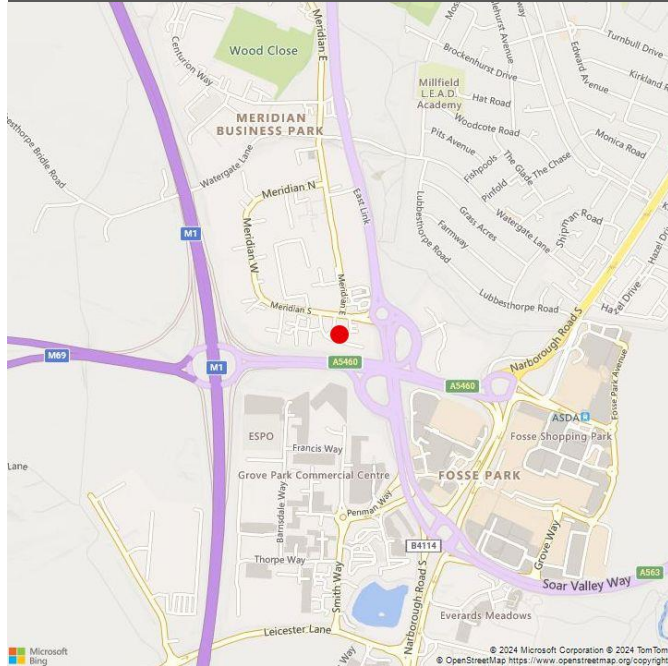 Wood Close
Centurion Way
Meridian E
MERIDIAN
BUSINESS PARK
Millfield
L.E.A.D.
Academy
Brockenhurst Drive
Turnbull Drive
Edward Avenue
Kirkland R
Hat Road
Woodcote Road
Pits Avenue
Monica Road
Fishpools
The Glade
The Chase
Pinfold
Watergate Lane
Watergate Lane
Meridian N
East Link
Lubbesthorpe Road
Grass Acres
Farmway
Hazel Dr
M1
Meridian W
Meridian E
Meridian S
Lubbesthorpe Road
Hazel Drive
Narborough Road S
M69
M1
A5460
A5460
Fosse Park Avenue
ASDA
Fosse Shopping Park
ESPO
Francis Way
Grove Park Commercial Centre
FOSSE PARK
Lane
Barnsdale Way
Penman Way
Grove Way
B4114
Thorpe Way
Smith Way
Narborough Road S
A563
Soar Valley Way
Everards Meadows
Leicester Lane
Microsoft
Bing
© 2024 Microsoft Corporation © 2024 TomTom
© OpenStreetMap https://www.openstreetmap.org/copyright